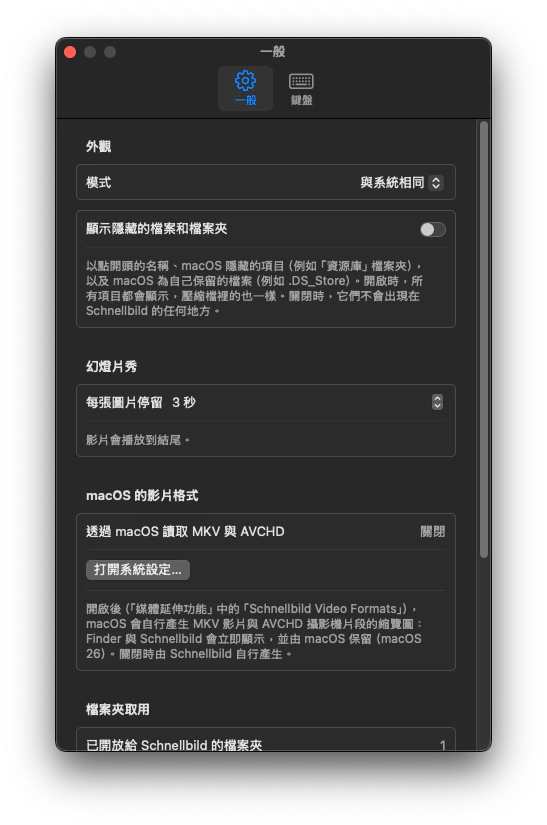 一般
一般
鍵盤
外觀
模式
與系統相同
顯示隱藏的檔案和檔案夾
以點開頭的名稱、macOS 隱藏的項目（例如「資源庫」檔案夾），
以及 macOS 為自己保留的檔案（例如 .DS_Store）。開啟時，所
有項目都會顯示，壓縮檔裡的也一樣。關閉時，它們不會出現在
Schnellbild 的任何地方。
幻燈片秀
每張圖片停留 3 秒
影片會播放到結尾。
macOS 的影片格式
透過 macOS 讀取 MKV 與 AVCHD
關閉
打開系統設定...
開啟後（「媒體延伸功能」中的「Schnellbild Video Formats」），
macOS 會自行產生 MKV 影片與 AVCHD 攝影機片段的縮覽圖：
Finder 與 Schnellbild 會立即顯示，並由 macOS 保留（macOS
26）。關閉時由 Schnellbild 自行產生。
檔案夾取用
已開放給 Schnellbild 的檔案夾
1